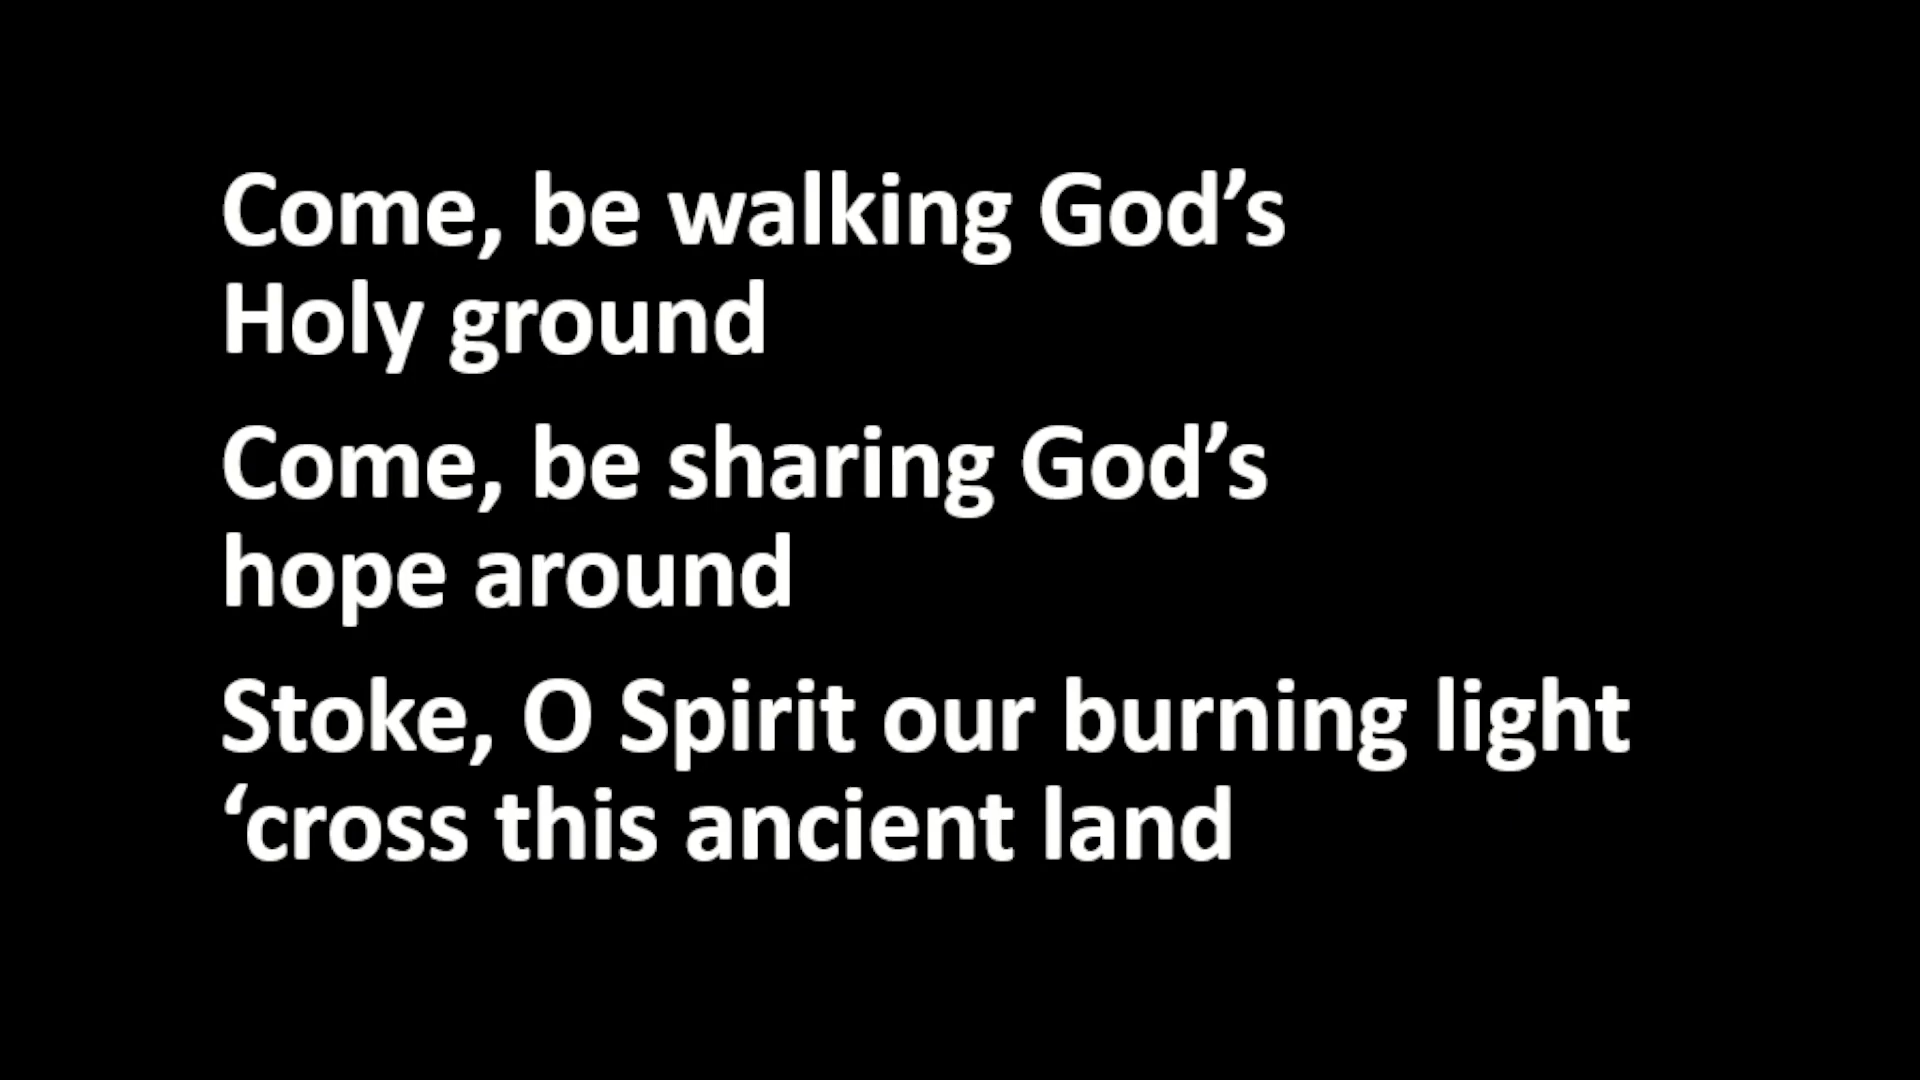 Come, be walking God’s
Holy ground
Come, be sharing God’s
hope around
Stoke, O Spirit our burning light
‘cross this ancient land